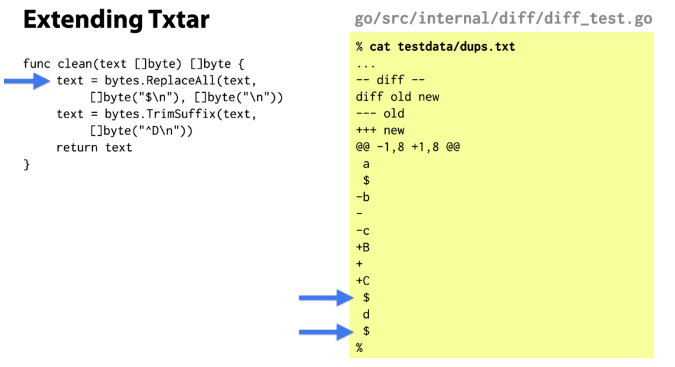 Extending Txtar
func clean(text []byte) []byte {
    text = bytes.ReplaceAll(text,
        []byte("$\n"), []byte("\n"))
    text = bytes.TrimSuffix(text,
        []byte("^D\n"))
    return text
}
go/src/internal/diff/diff_test.go
% cat testdata/dups.txt
...
-- diff --
diff old new
--- old
+++ new
@@ -1,8 +1,8 @@
 a
 $
-b
-
-c
+B
+
+C
 $
 d
 $
%